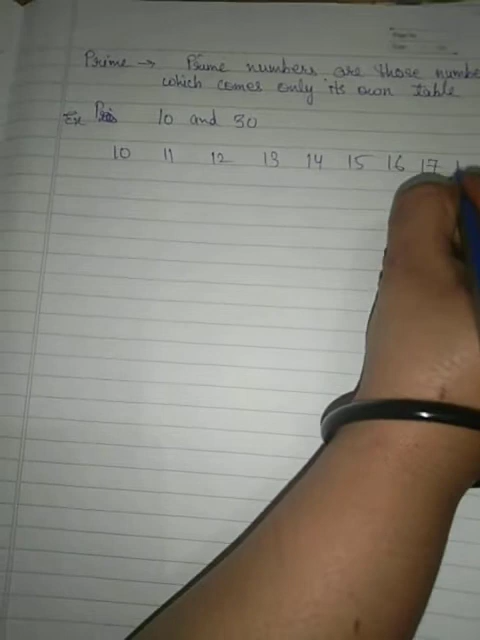 Prime → Prime numbers are those numbe
which comes only its own table
Ex 10 and 30
10 11 12 13 14 15 16 17